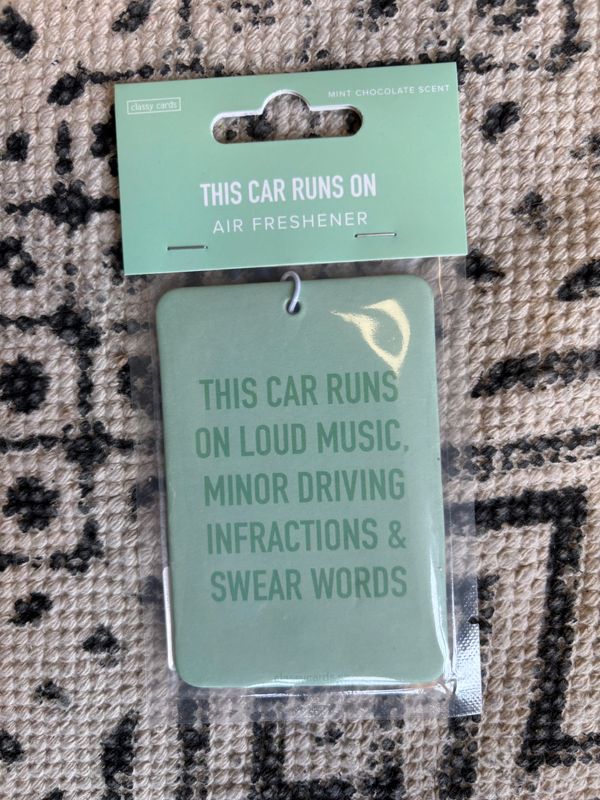 classy cards
MINT CHOCOLATE SCENT
THIS CAR RUNS ON
AIR FRESHENER
THIS CAR RUNS
ON LOUD MUSIC,
MINOR DRIVING
INFRACTIONS &
SWEAR WORDS